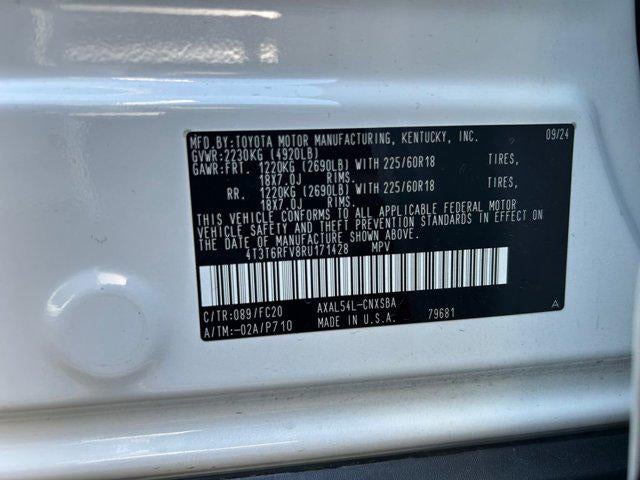 MFD.BY:TOYOTA MOTOR MANUFACTURING, KENTUCKY, INC. 09/24
GVWR:2230KG (4920LB)
GAWR:FRT. 1220KG (2690LB) WITH 225/60R18 TIRES,
18X7.0J RIMS.
RR. 1220KG (2690LB) WITH 225/60R18 TIRES,
18X7.0J RIMS.
THIS VEHICLE CONFORMS TO ALL APPLICABLE FEDERAL MOTOR
VEHICLE SAFETY AND THEFT PREVENTION STANDARDS IN EFFECT ON
THE DATE OF MANUFACTURE SHOWN ABOVE.
4T3T6RFV8RU171428 MPV
C/TR:089/FC20 AXAL54L-CNXSBA
A/TM:-02A/P710 MADE IN U.S.A. 79681 A